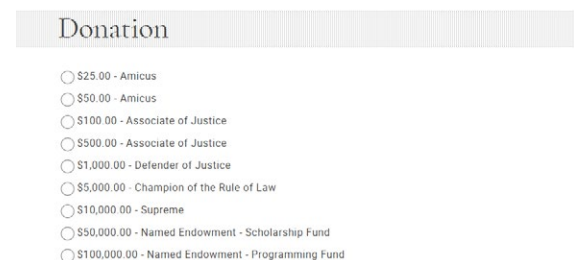 Donation
$25.00 - Amicus
$50.00 - Amicus
$100.00 - Associate of Justice
$500.00 - Associate of Justice
$1,000.00 - Defender of Justice
$5,000.00 - Champion of the Rule of Law
$10,000.00 - Supreme
$50,000.00 - Named Endowment - Scholarship Fund
$100,000.00 - Named Endowment - Programming Fund